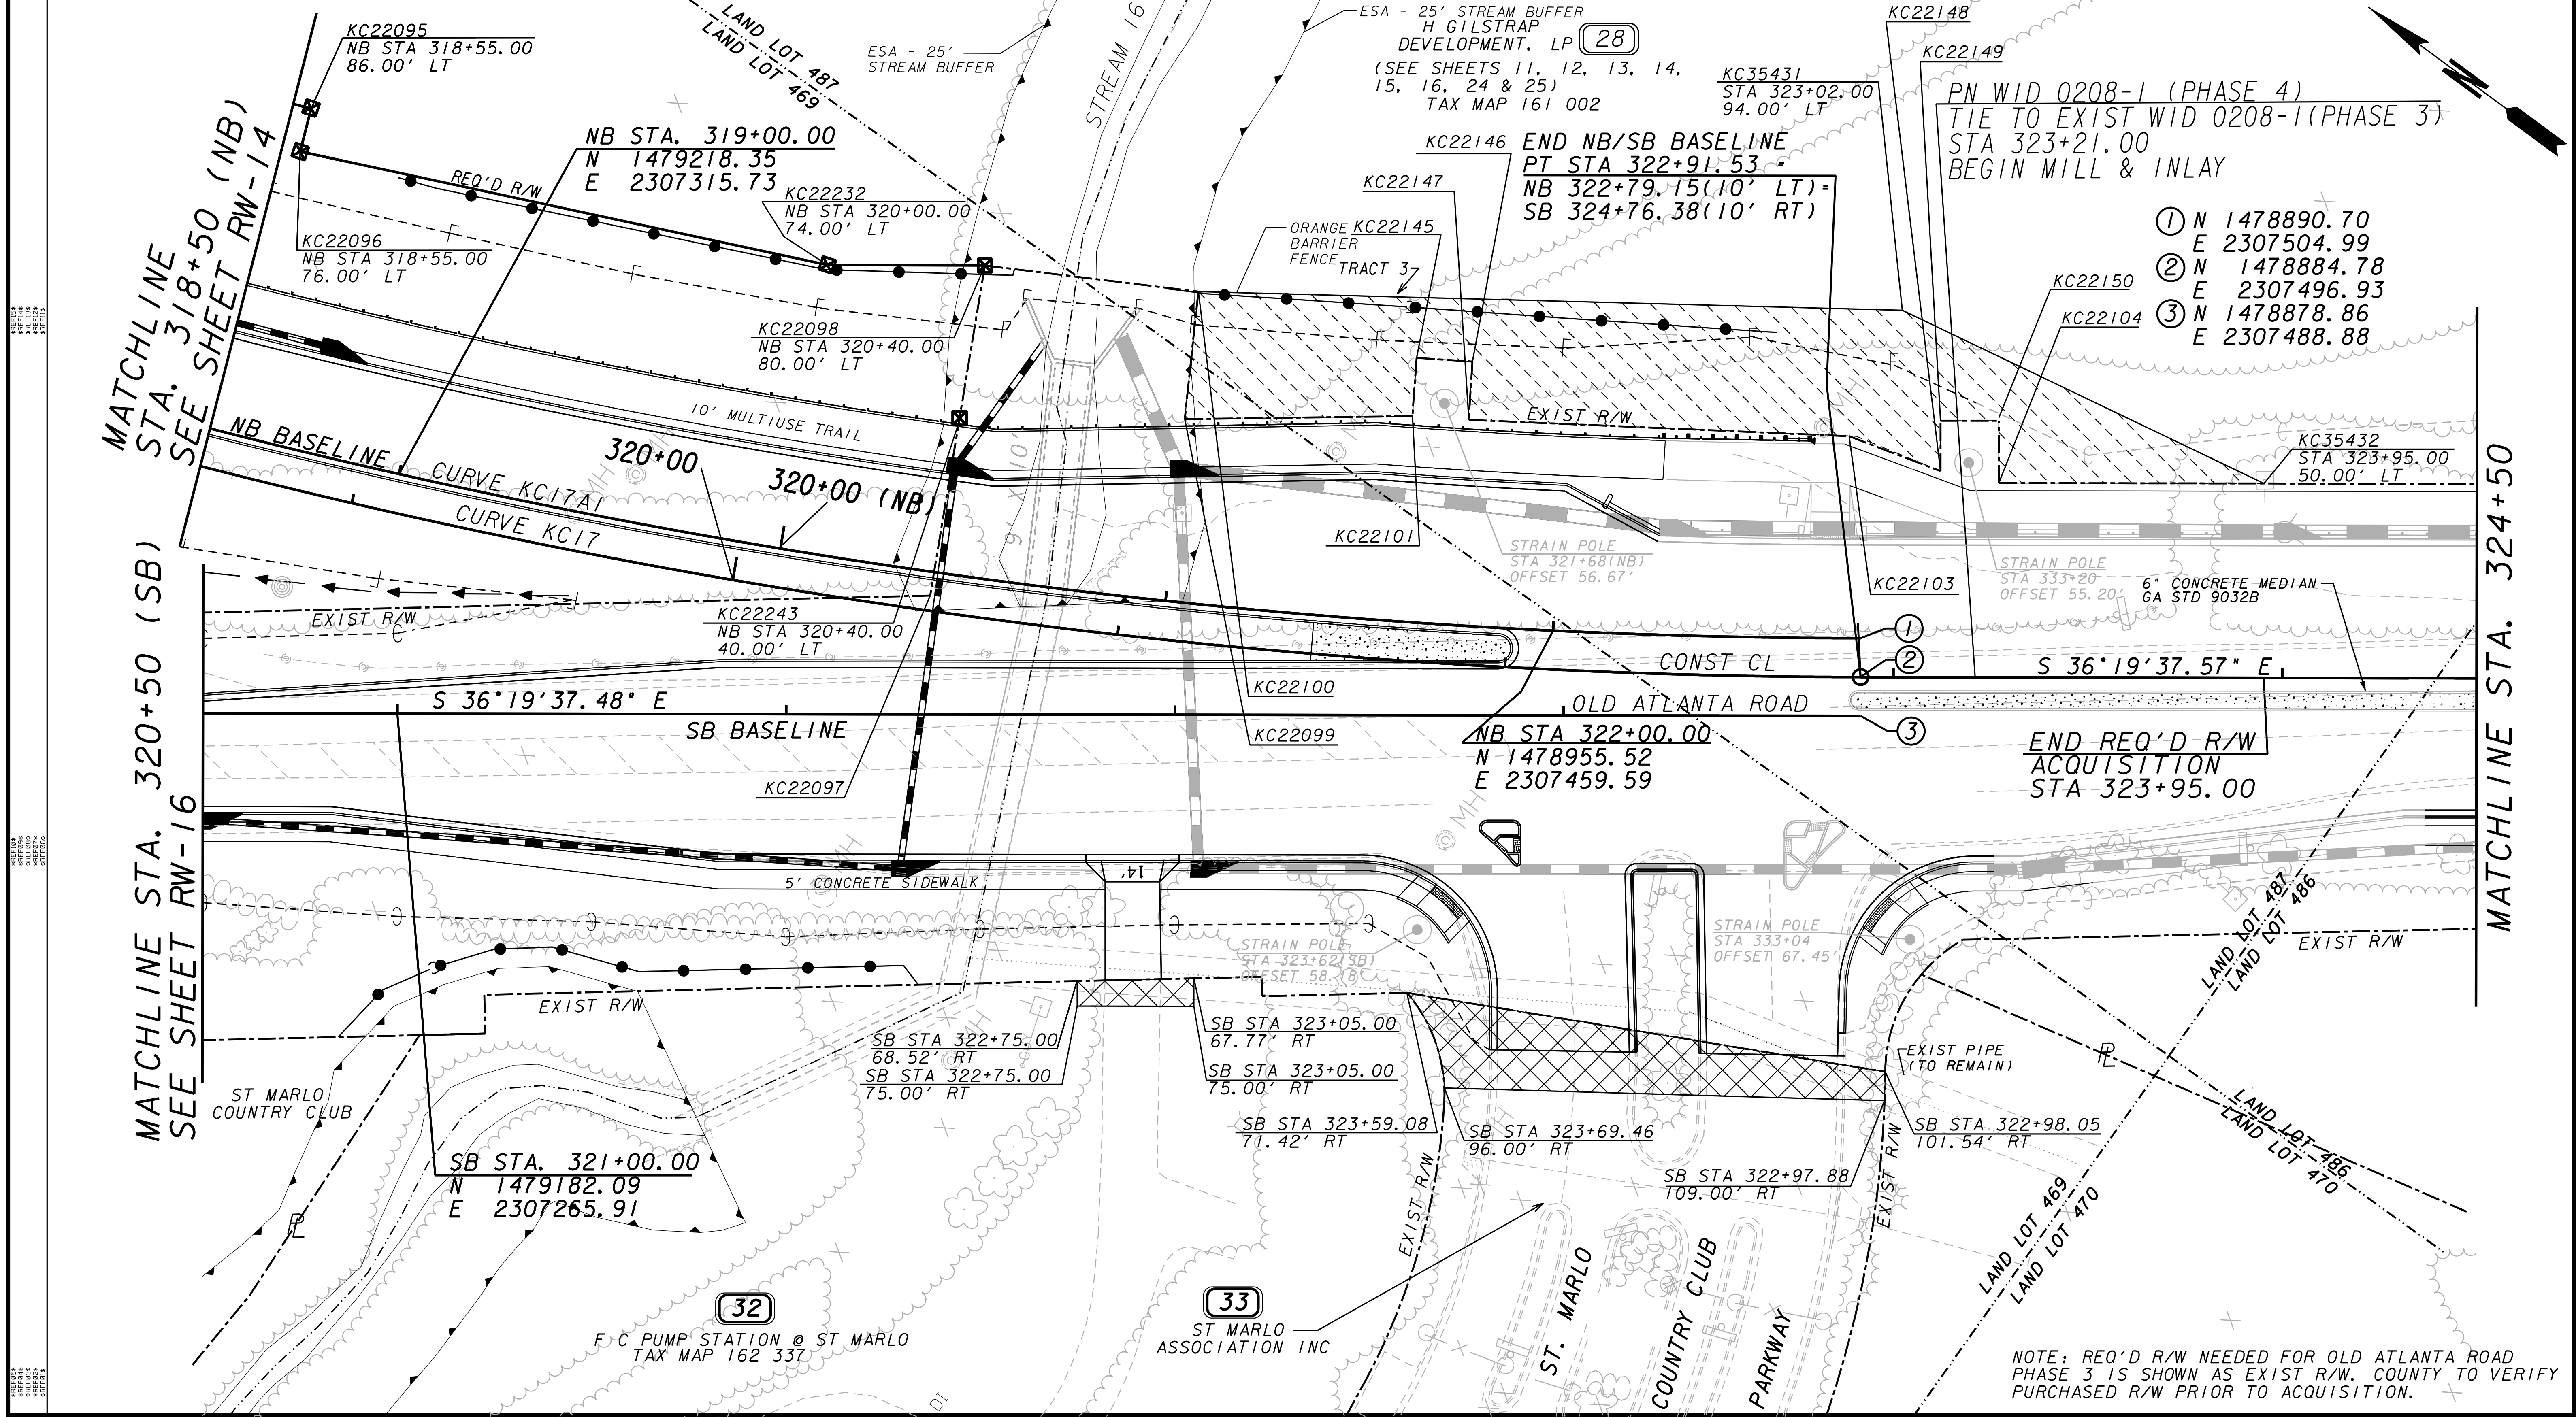 KC22095
NB STA 318+55.00
86.00' LT
LAND LOT 487
LAND LOT 469
ESA - 25'
STREAM BUFFER
STREAM 16
ESA - 25' STREAM BUFFER
H GILSTRAP
DEVELOPMENT, LP
28
(SEE SHEETS 11, 12, 13, 14,
15, 16, 24 & 25)
TAX MAP 161 002
KC35431
STA 323+02.00
94.00' LT
KC22148
KC22149
PN WID 0208-1 (PHASE 4)
TIE TO EXIST WID 0208-1(PHASE 3)
STA 323+21.00
BEGIN MILL & INLAY
N
1 N 1478890.70
E 2307504.99
2 N 1478884.78
E 2307496.93
3 N 1478878.86
E 2307488.88
MATCHLINE
STA. 318+50 (NB)
SEE SHEET RW-14
NB STA. 319+00.00
N 1479218.35
E 2307315.73
REQ'D R/W
KC22096
NB STA 318+55.00
76.00' LT
KC22232
NB STA 320+00.00
74.00' LT
KC22098
NB STA 320+40.00
80.00' LT
KC22146
KC22147
END NB/SB BASELINE
PT STA 322+91.53 =
NB 322+79.15(10' LT)=
SB 324+76.38(10' RT)
ORANGE
BARRIER
FENCE
KC22145
TRACT 3
KC22150
KC22104
10' MULTIUSE TRAIL
EXIST R/W
KC35432
STA 323+95.00
50.00' LT
NB BASELINE
CURVE KC17A1
CURVE KC17
320+00
320+00 (NB)
MH
9' X 10'
MH
MH
KC22101
STRAIN POLE
STA 321+68(NB)
OFFSET 56.67'
STRAIN POLE
STA 333+20
OFFSET 55.20'
KC22103
6" CONCRETE MEDIAN
GA STD 9032B
MATCHLINE STA. 324+50
MATCHLINE STA. 320+50 (SB)
SEE SHEET RW-16
EXIST R/W
KC22243
NB STA 320+40.00
40.00' LT
1
2
3
CONST CL
S 36°19'37.57" E
S 36°19'37.48" E
SB BASELINE
KC22100
KC22099
OLD ATLANTA ROAD
NB STA 322+00.00
N 1478955.52
E 2307459.59
END REQ'D R/W
ACQUISITION
STA 323+95.00
KC22097
MH
MH
5' CONCRETE SIDEWALK
14'
STRAIN POLE
STA 323+62(SB)
STRAIN POLE
STA 333+04
OFFSET 67.45'
LAND LOT 487
LAND LOT 486
EXIST R/W
EXIST R/W
MH
SB STA 322+75.00
68.52' RT
SB STA 322+75.00
75.00' RT
SB STA 323+05.00
67.77' RT
SB STA 323+05.00
75.00' RT
EXIST PIPE
(TO REMAIN)
ST MARLO
COUNTRY CLUB
SB STA 323+59.08
71.42' RT
SB STA 323+69.46
96.00' RT
SB STA 322+98.05
101.54' RT
SB STA 322+97.88
109.00' RT
LAND LOT 486
LAND LOT 470
SB STA. 321+00.00
N 1479182.09
E 2307265.91
EXIST R/W
EXIST R/W
LAND LOT 469
LAND LOT 470
32
F C PUMP STATION @ ST MARLO
TAX MAP 162 337
33
ST MARLO
ASSOCIATION INC
ST. MARLO
COUNTRY CLUB
PARKWAY
DI
NOTE: REQ'D R/W NEEDED FOR OLD ATLANTA ROAD
PHASE 3 IS SHOWN AS EXIST R/W. COUNTY TO VERIFY
PURCHASED R/W PRIOR TO ACQUISITION.